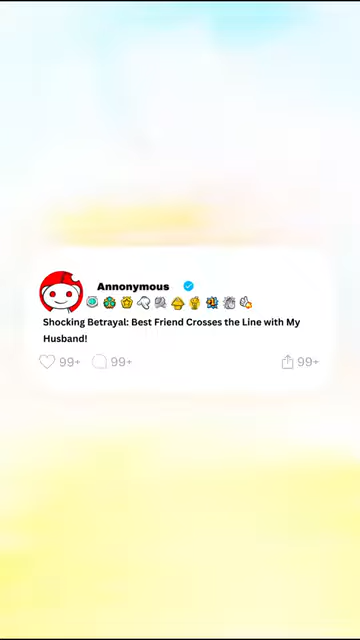 Annonymous
Shocking Betrayal: Best Friend Crosses the Line with My
Husband!
99+ 99+ 99+